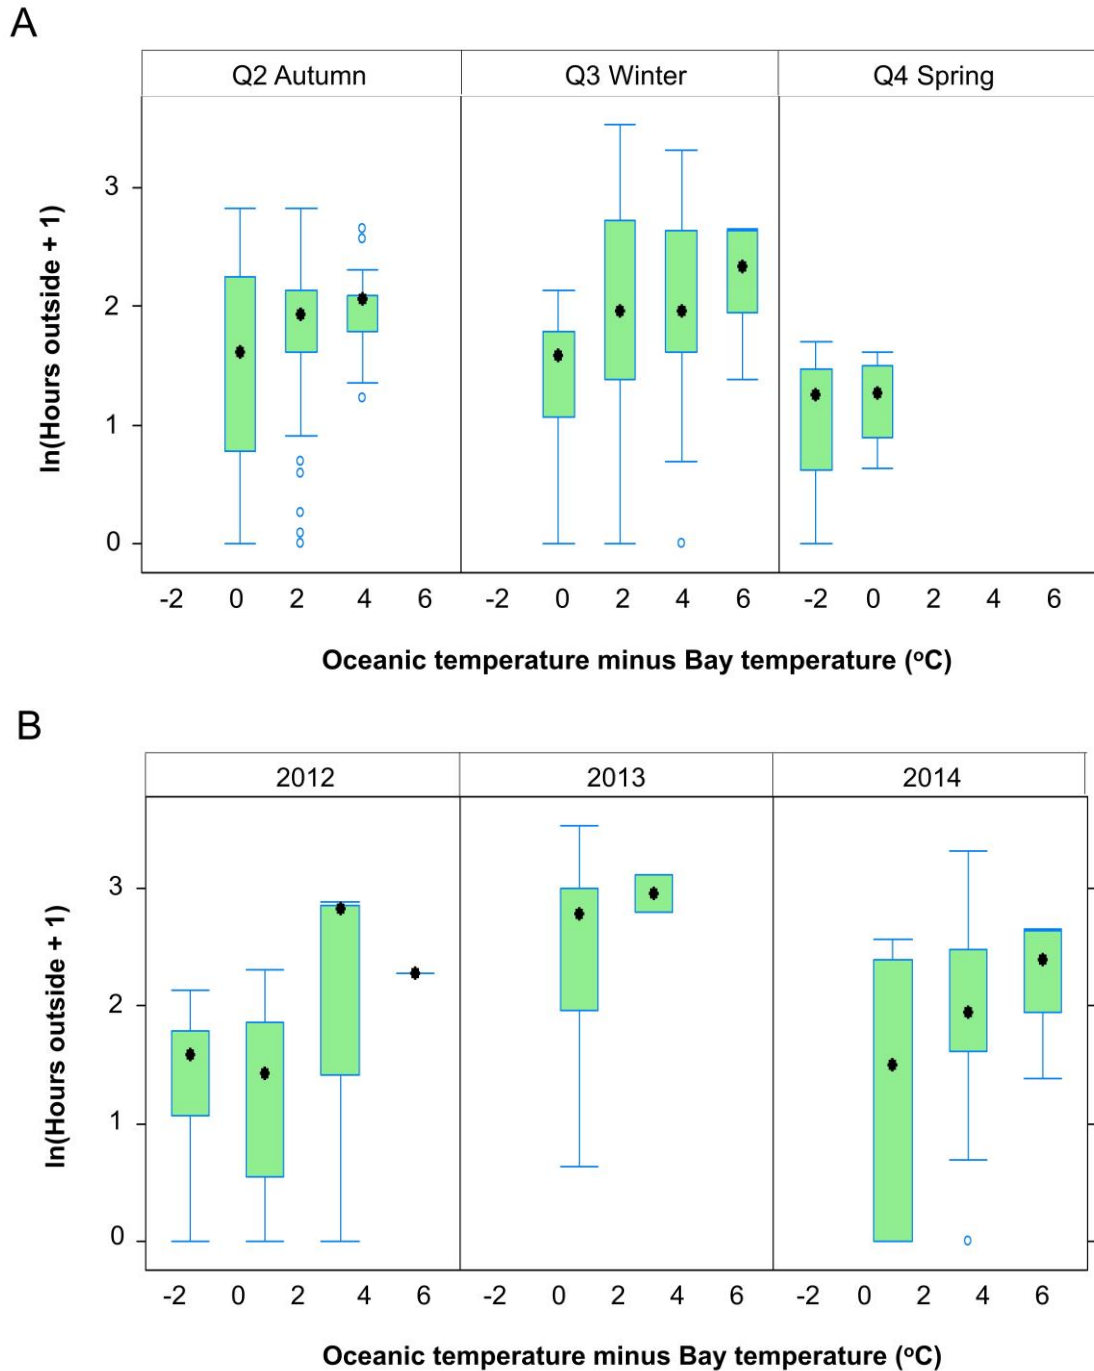 A
Q2 Autumn Q3 Winter Q4 Spring
3
2
1
0
ln(Hours outside + 1)
-2 0 2 4 6 -2 0 2 4 6 -2 0 2 4 6
Oceanic temperature minus Bay temperature (ºC)
B
2012 2013 2014
3
2
1
0
ln(Hours outside + 1)
-2 0 2 4 6 -2 0 2 4 6 -2 0 2 4 6
Oceanic temperature minus Bay temperature (ºC)